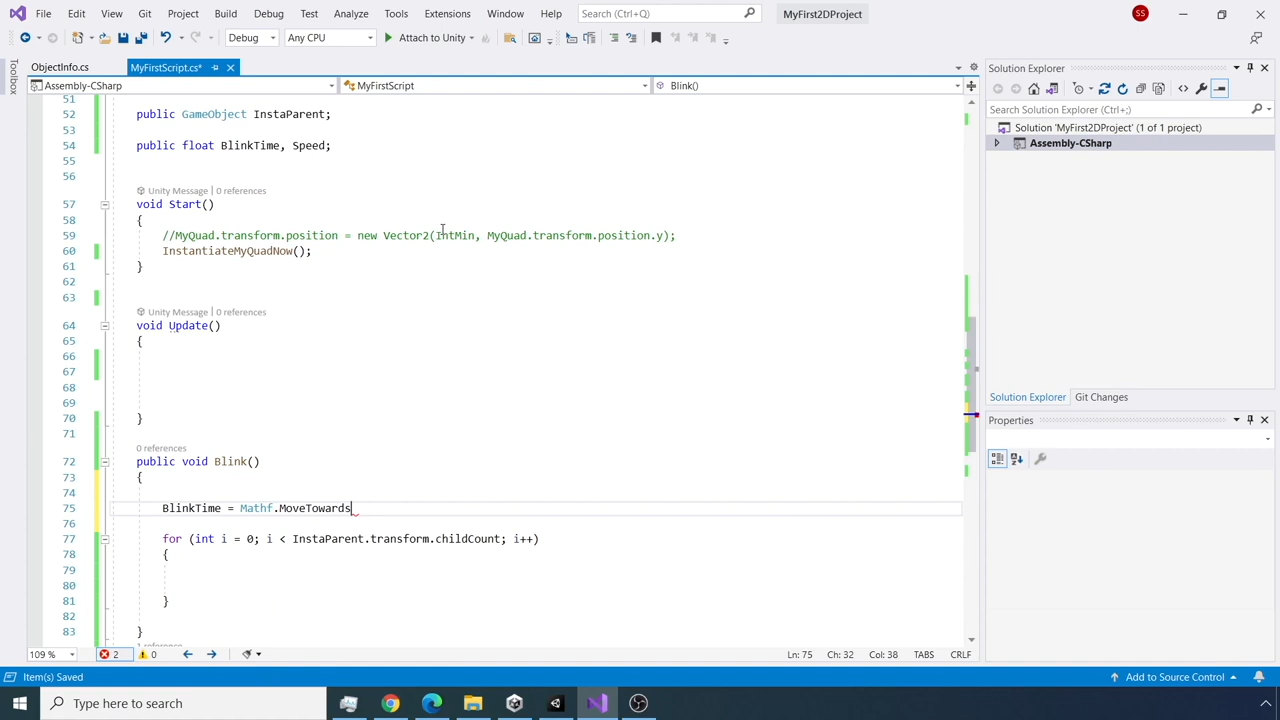 File Edit View Git Project Build Debug Test Analyze Tools Extensions Window Help Search (Ctrl+;) MyFirst2DProject SS
Debug Any CPU Attach to Unity
Toolbox
ObjectInfo.cs MyFirstScript.cs*
Assembly-CSharp MyFirstScript Blink()
51
52 public GameObject InstaParent;
53
54 public float BlinkTime, Speed;
55
56
Unity Message | 0 references
57 void Start()
58 {
59 //MyQuad.transform.position = new Vector2(IntMin, MyQuad.transform.position.y);
60 InstantiateMyQuadNow();
61 }
62
63
Unity Message | 0 references
64 void Update()
65 {
66
67
68
69
70 }
71
0 references
72 public void Blink()
73 {
74
75 BlinkTime = Mathf.MoveTowards
76
77 for (int i = 0; i < InstaParent.transform.childCount; i++)
78 {
79
80
81 }
82
83 }
1 reference
109 % 2 0 Ln: 75 Ch: 32 Col: 38 TABS CRLF
Solution Explorer
Search Solution Explorer (Ctrl+;)
Solution 'MyFirst2DProject' (1 of 1 project)
Assembly-CSharp
Solution Explorer Git Changes
Properties
Item(s) Saved Add to Source Control
Type here to search